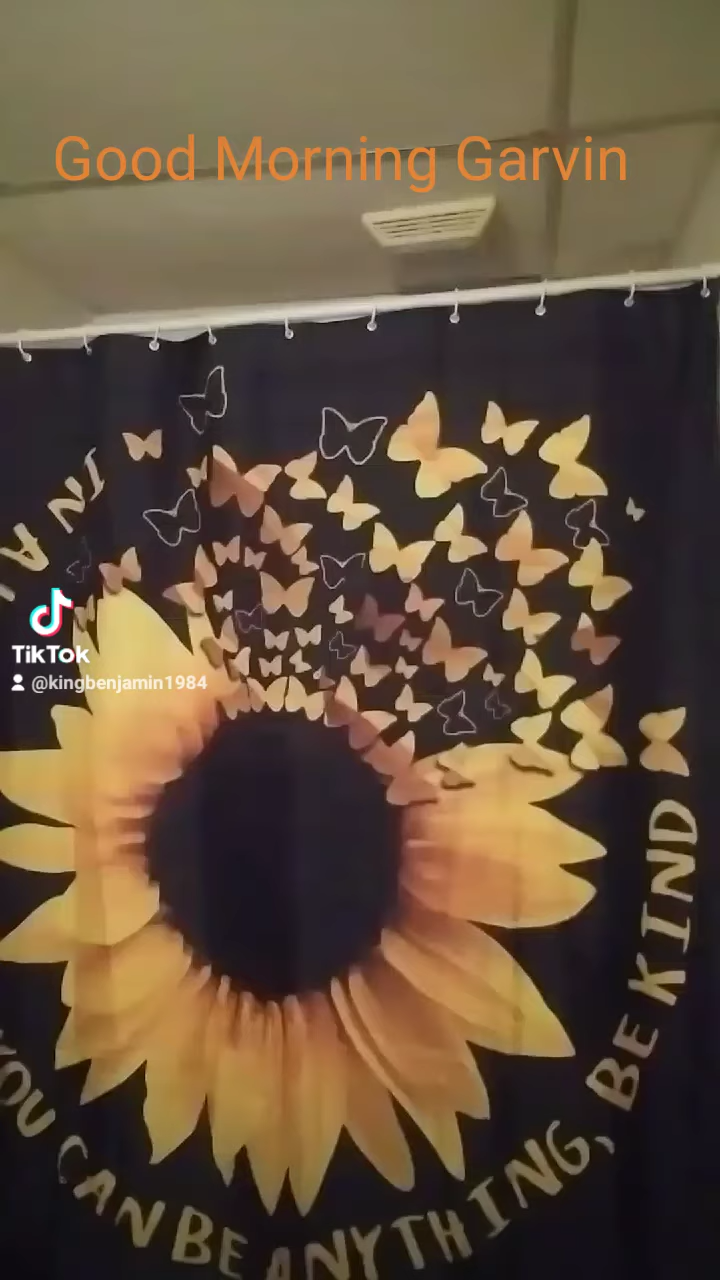 Good Morning Garvin
IN A
YOU CAN BE ANYTHING, BE KIND
TikTok
@kingbenjamin1984